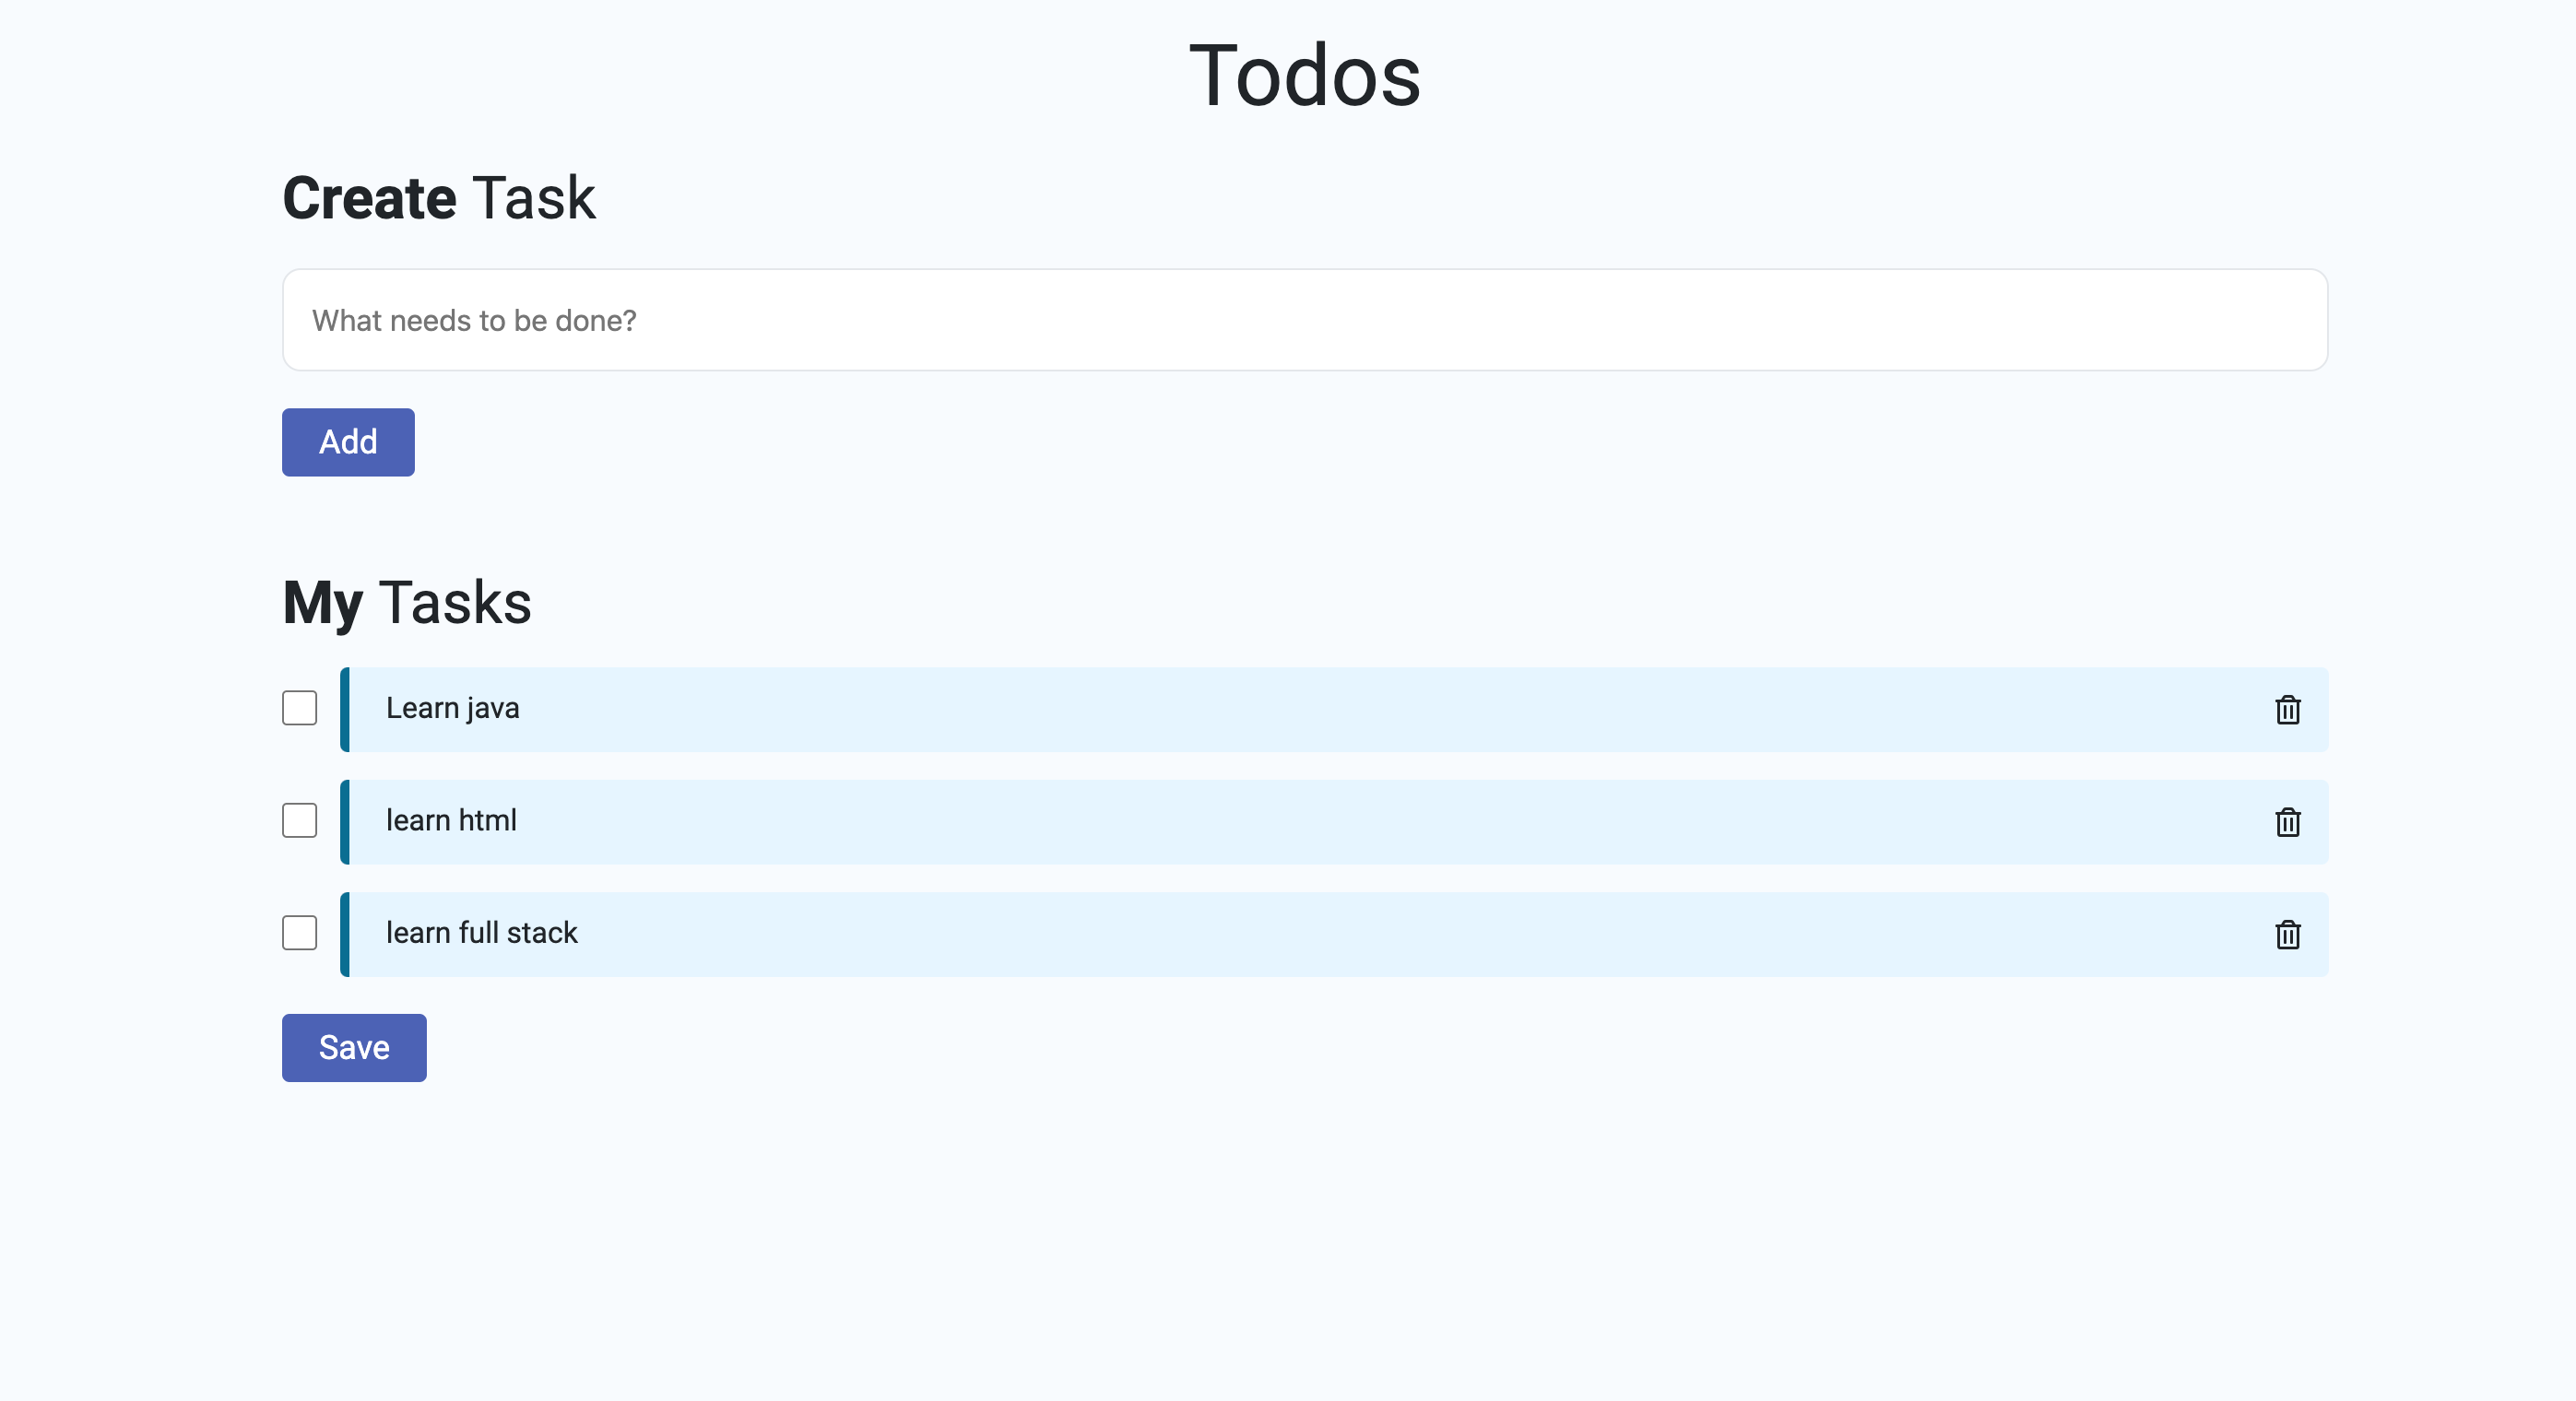 Todos
Create Task
What needs to be done?
Add
My Tasks
Learn java
learn html
learn full stack
Save